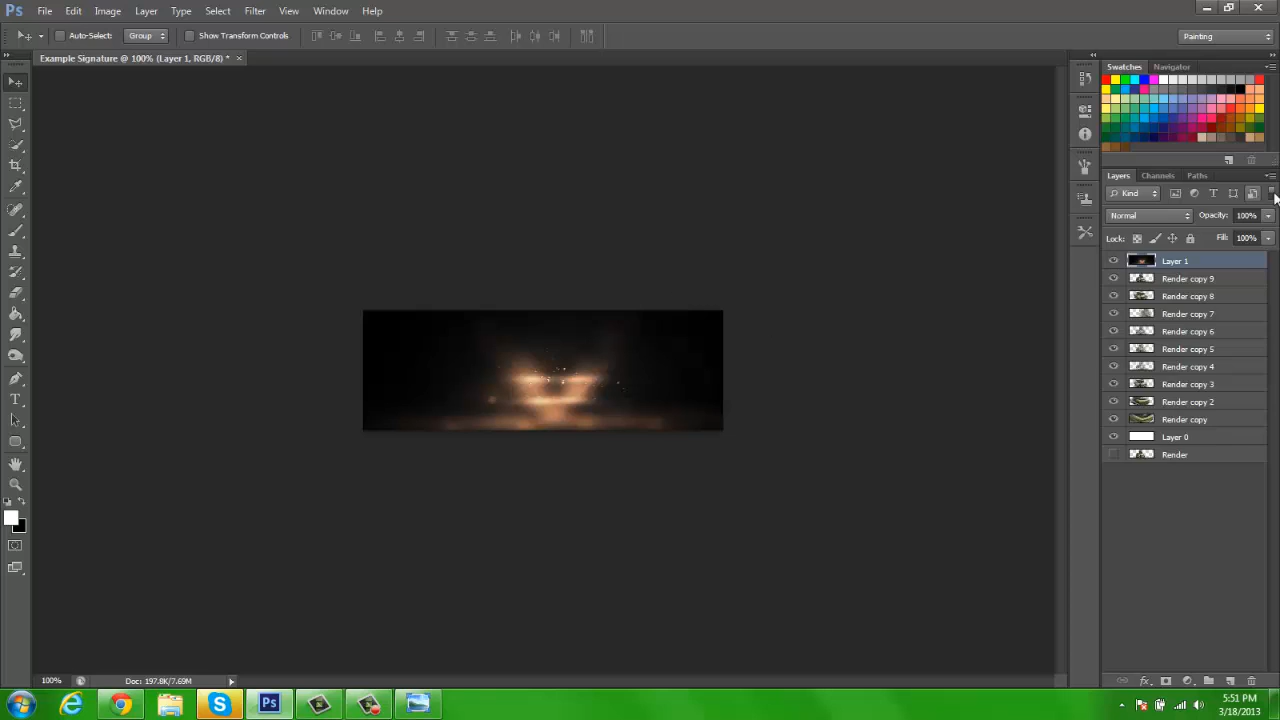 Ps File Edit Image Layer Type Select Filter View Window Help
Auto-Select: Group Show Transform Controls Painting
Example Signature @ 100% (Layer 1, RGB/8) * ×
Swatches Navigator
Layers Channels Paths
Kind
Normal Opacity: 100%
Lock: Fill: 100%
Layer 1
Render copy 9
Render copy 8
Render copy 7
Render copy 6
Render copy 5
Render copy 4
Render copy 3
Render copy 2
Render copy
Layer 0
Render
100% Doc: 197.8K/7.69M
Ps 5:51 PM
3/18/2013